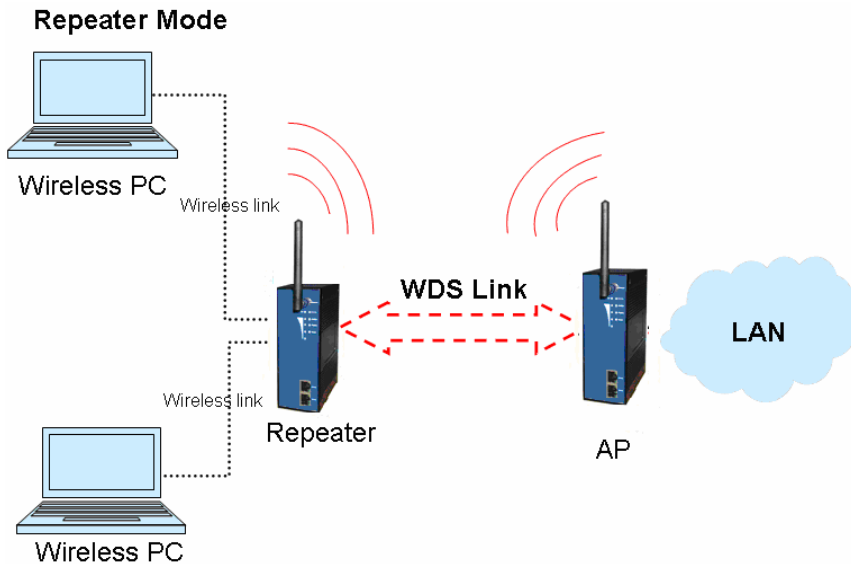 Repeater Mode
Wireless PC
Wireless link
WDS Link
LAN
Wireless link
Repeater
AP
Wireless PC